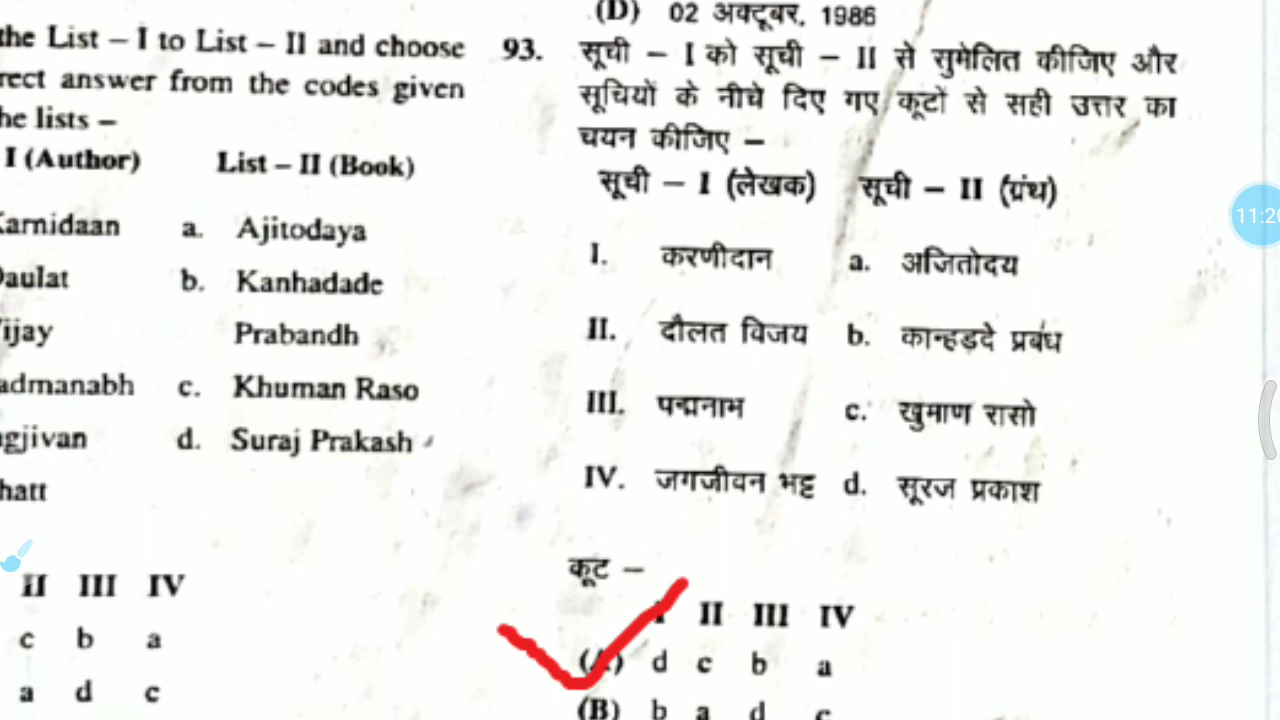 the List – I to List – II and choose
answer from the codes given
lists –
I (Author) List – II (Book)
a. Ajitodaya
b. Kanhadade
Prabandh
c. Khuman Raso
d. Suraj Prakash
II III IV
c b a
a d c
(D) 02 अक्टूबर, 1986
93. सूची – I को सूची – II से सुमेलित कीजिए और
सूचियों के नीचे दिए गए कूटों से सही उत्तर का
चयन कीजिए –
सूची – I (लेखक) सूची – II (ग्रंथ)
I. करणीदान a. अजितोदय
II. दौलत विजय b. कान्हड़दे प्रबंध
III. पद्मनाभ c. खुमाण रासो
IV. जगजीवन भट्ट d. सूरज प्रकाश
कूट –
I II III IV
(A) d c b a
(B) b a d c